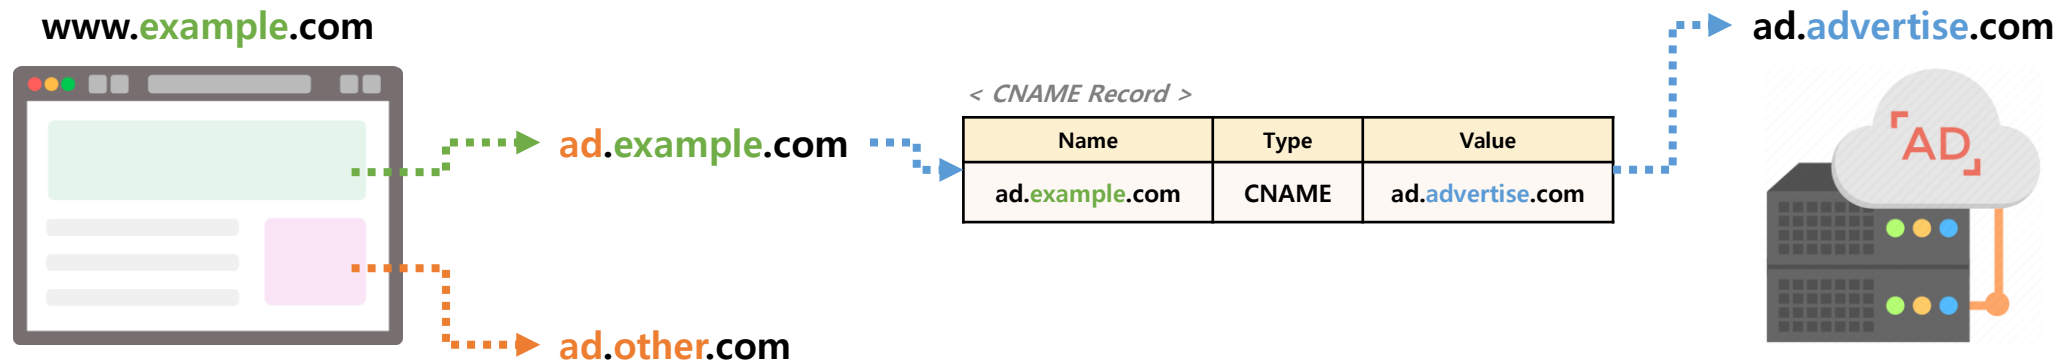 www.example.com
ad.example.com
ad.other.com
< CNAME Record >
Name Type Value
ad.example.com CNAME ad.advertise.com
ad.advertise.com
AD